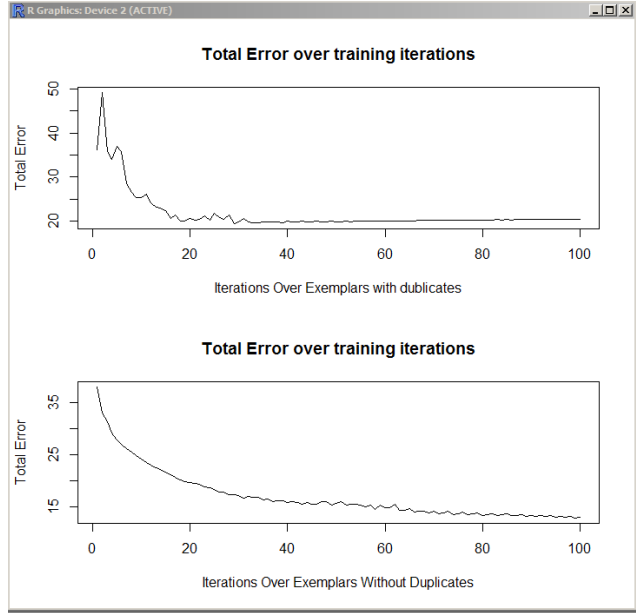 R Graphics: Device 2 (ACTIVE)
Total Error over training iterations
Total Error
50
40
30
20
0 20 40 60 80 100
Iterations Over Exemplars with dublicates
Total Error over training iterations
Total Error
35
25
15
0 20 40 60 80 100
Iterations Over Exemplars Without Duplicates